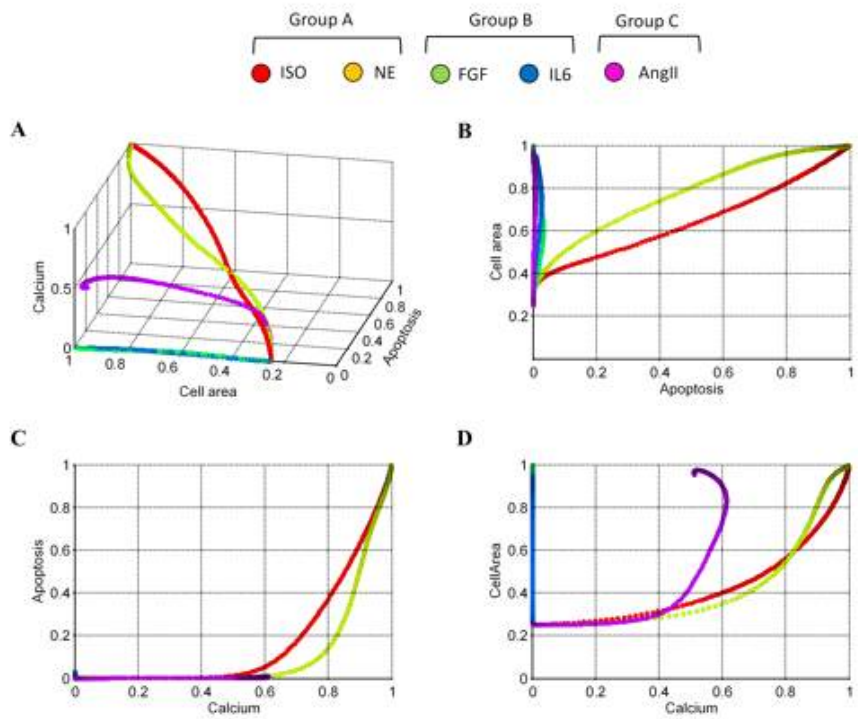 Group A Group B Group C
ISO NE FGF IL6 AngII
A
1
0.5
0
Calcium
1 0.8 0.6 0.4 0.2 0
Cell area
0 0.2 0.4 0.6 0.8 1
Apoptosis
B
1
0.8
0.6
0.4
0.2
Cell area
0 0.2 0.4 0.6 0.8 1
Apoptosis
C
1
0.8
0.6
0.4
0.2
0
Apoptosis
0 0.2 0.4 0.6 0.8 1
Calcium
D
1
0.8
0.6
0.4
0.2
0
CellArea
0 0.2 0.4 0.6 0.8 1
Calcium